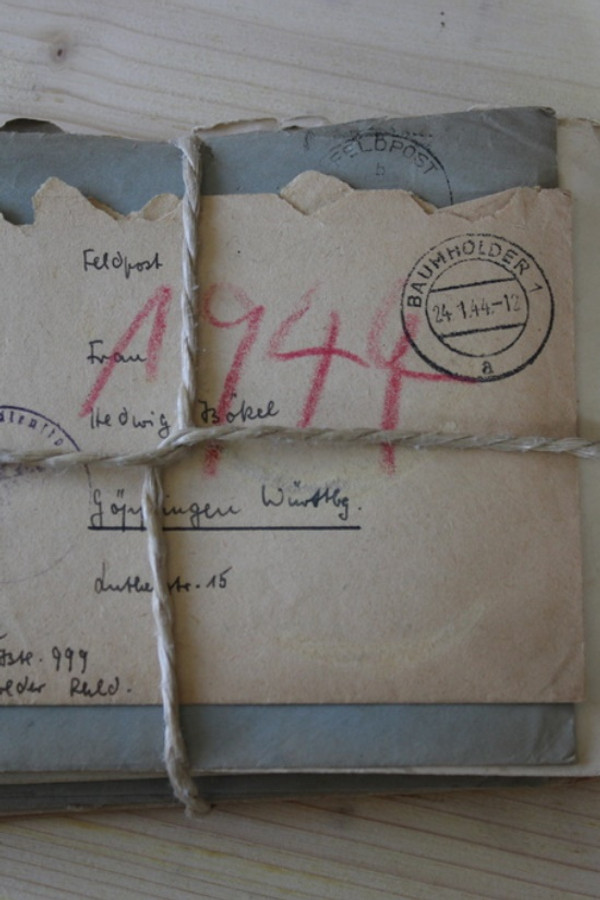 FELDPOST
b
Feldpost
BAUMHOLDER 1
24.1.44.-12
a
1944
Frau
Hedwig Bökel
Göppingen Württbg.
str. 15
999